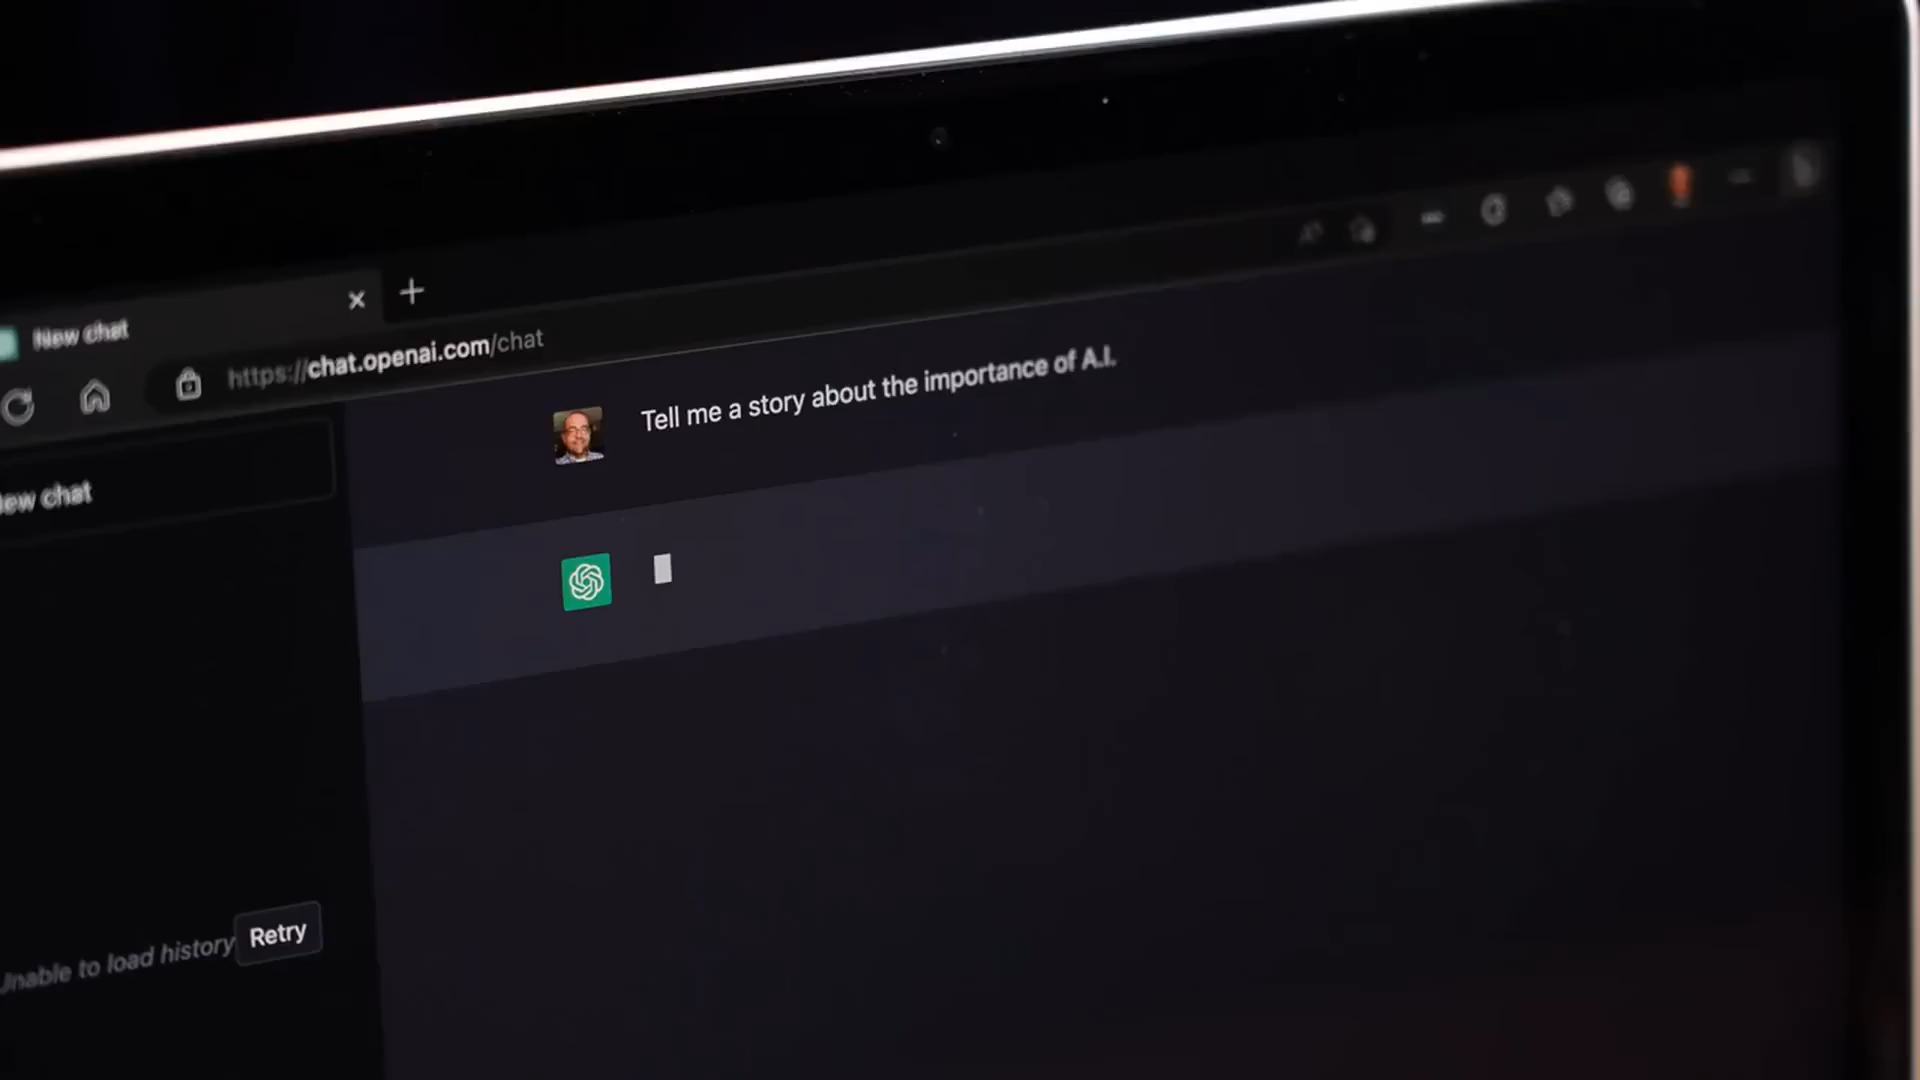 New chat
https://chat.openai.com/chat
Tell me a story about the importance of A.I.
New chat
Unable to load history
Retry